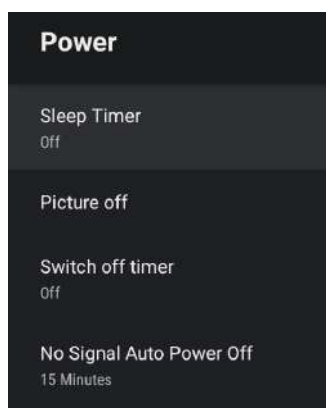 Power
Sleep Timer
Off
Picture off
Switch off timer
Off
No Signal Auto Power Off
15 Minutes